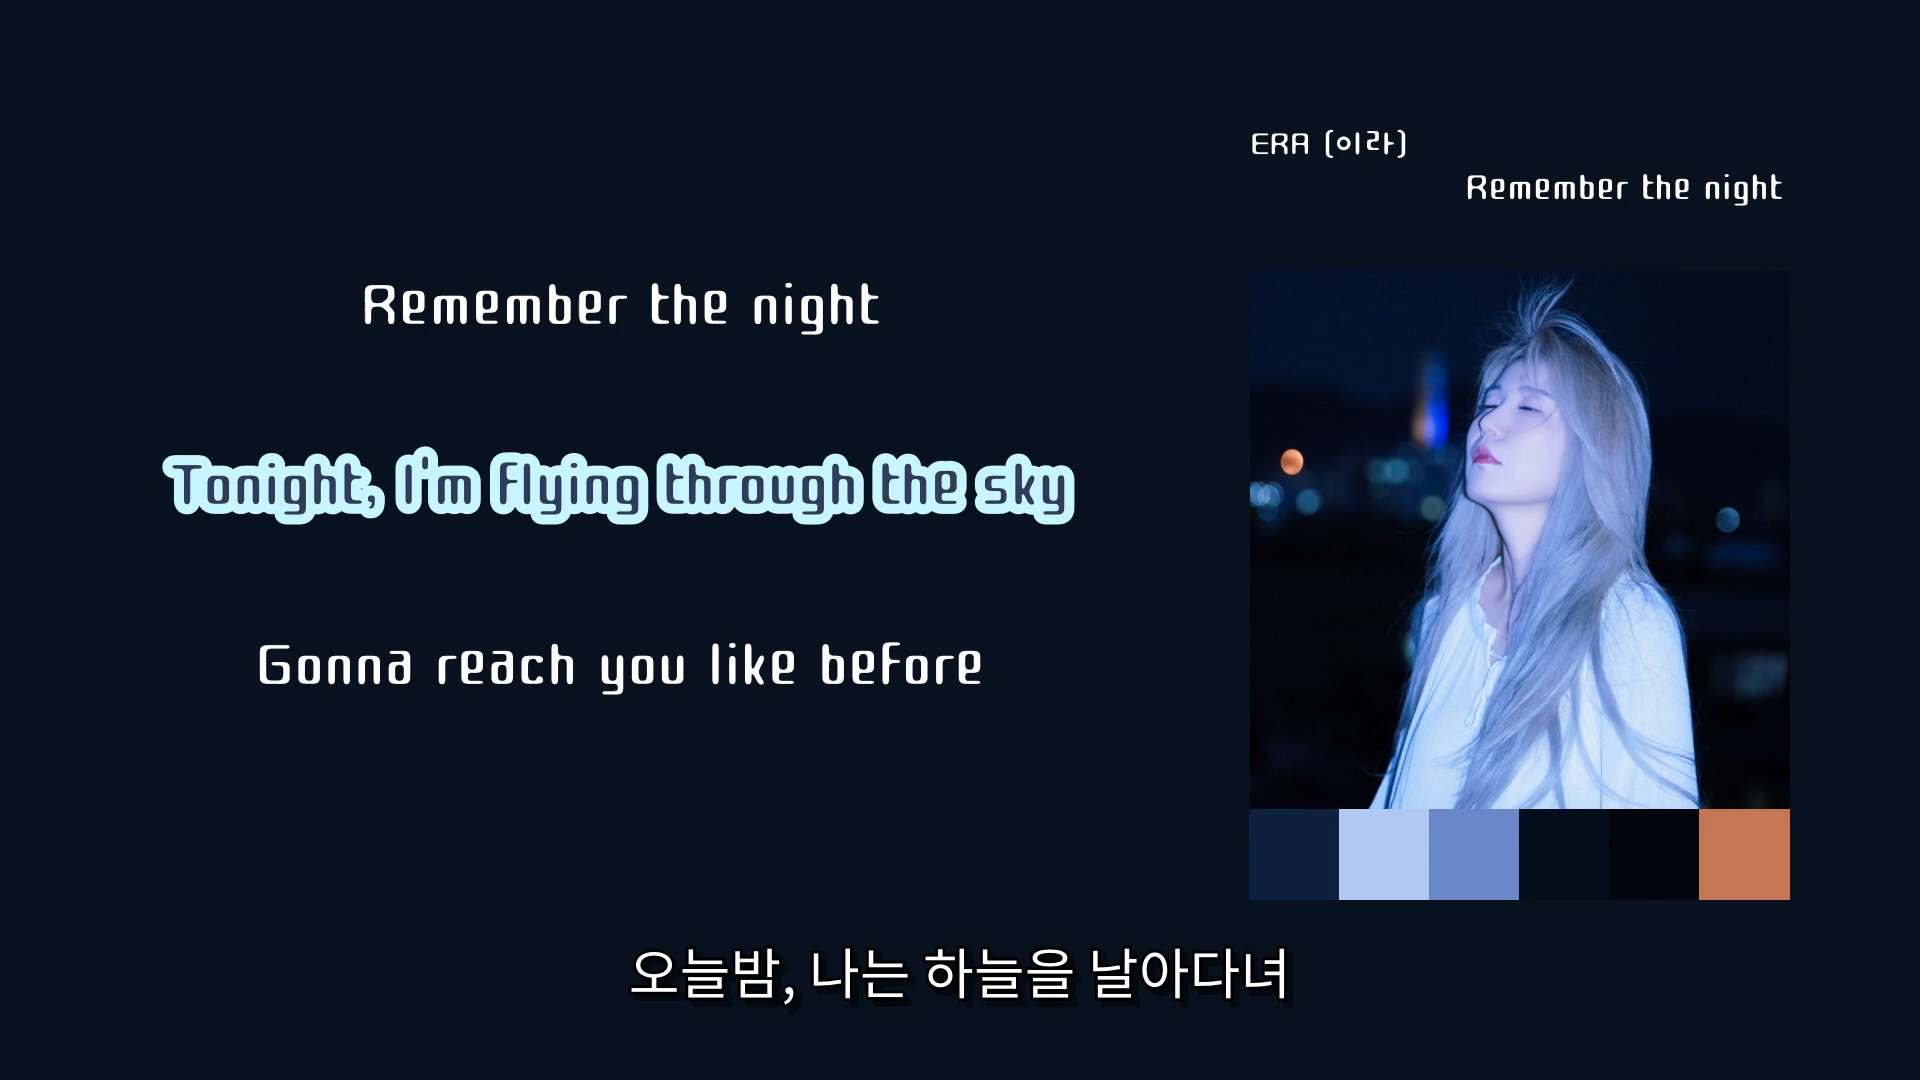 ERA (이라)
Remember the night
Remember the night
Tonight, I'm flying through the sky
Gonna reach you like before
오늘밤, 나는 하늘을 날아다녀